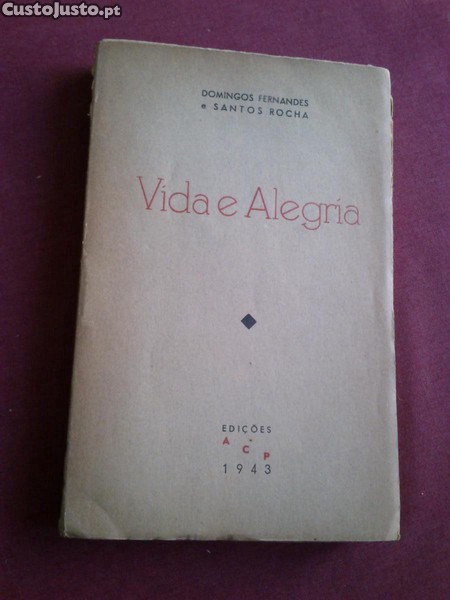 CustoJusto.pt
DOMINGOS FERNANDES
e SANTOS ROCHA
Vida e Alegria
EDIÇÕES
A C P
1943